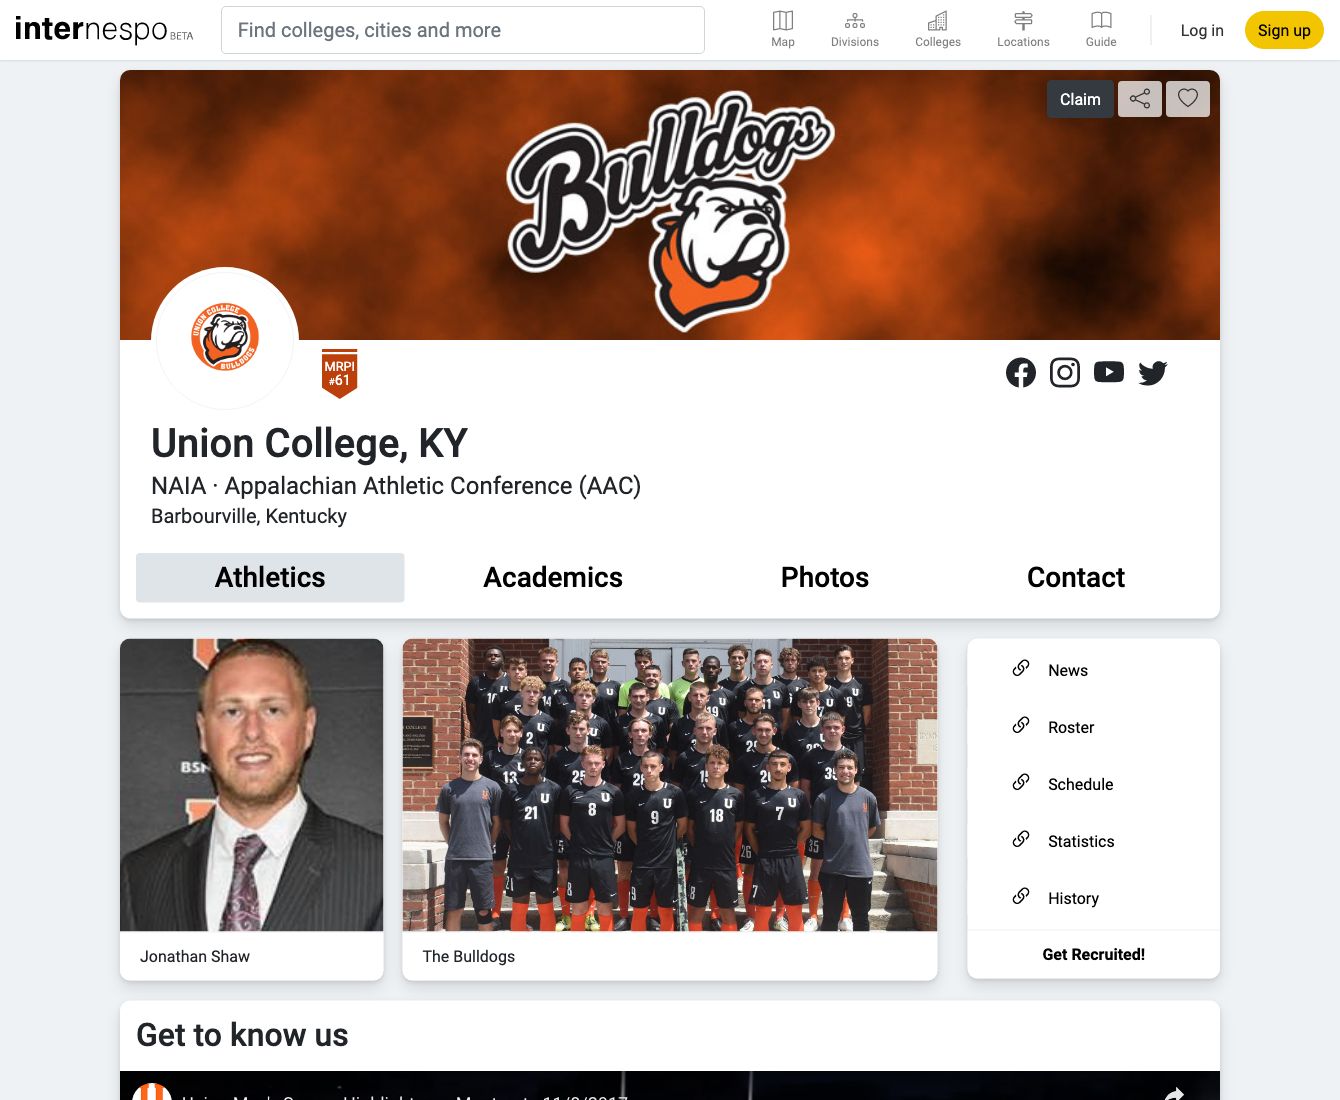 internespo BETA
Find colleges, cities and more
Map
Divisions
Colleges
Locations
Guide
Log in
Sign up
Claim
Bulldogs
UNION COLLEGE
BULLDOGS
MRPI
#61
Union College, KY
NAIA · Appalachian Athletic Conference (AAC)
Barbourville, Kentucky
Athletics
Academics
Photos
Contact
Jonathan Shaw
The Bulldogs
News
Roster
Schedule
Statistics
History
Get Recruited!
Get to know us